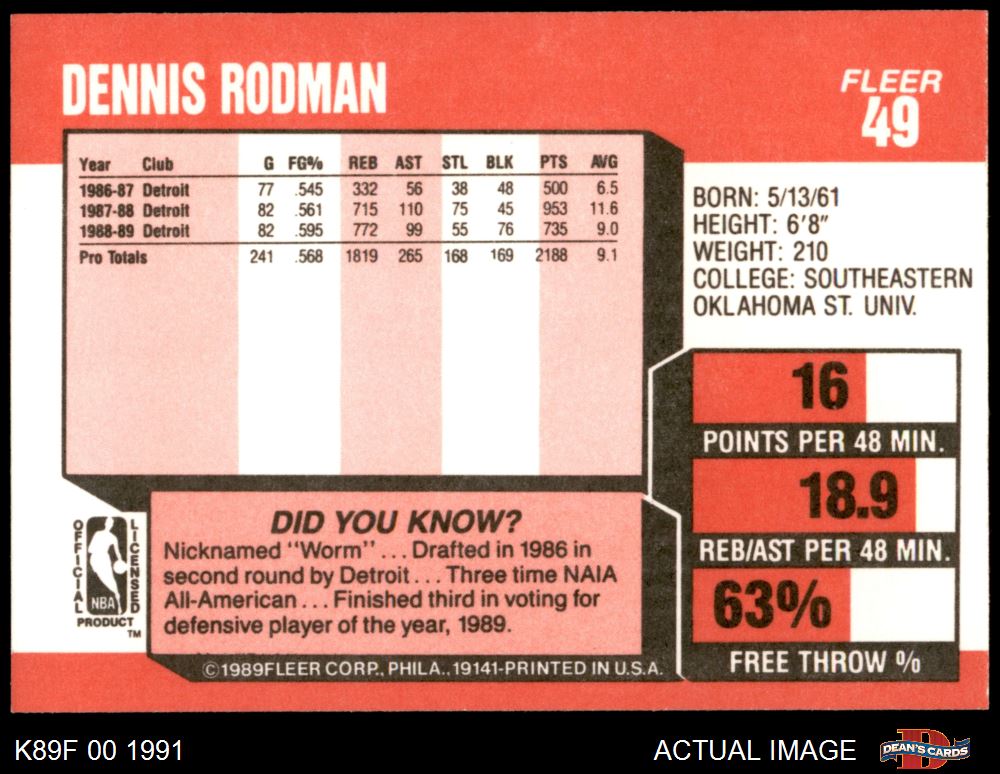 DENNIS RODMAN
FLEER
49
Year Club G FG% REB AST STL BLK PTS AVG
1986-87 Detroit 77 .545 332 56 38 48 500 6.5
1987-88 Detroit 82 .561 715 110 75 45 953 11.6
1988-89 Detroit 82 .595 772 99 55 76 735 9.0
Pro Totals 241 .568 1819 265 168 169 2188 9.1
BORN: 5/13/61
HEIGHT: 6'8"
WEIGHT: 210
COLLEGE: SOUTHEASTERN
OKLAHOMA ST. UNIV.
16
POINTS PER 48 MIN.
18.9
REB/AST PER 48 MIN.
63%
FREE THROW %
DID YOU KNOW?
Nicknamed "Worm" ... Drafted in 1986 in
second round by Detroit ... Three time NAIA
All-American ... Finished third in voting for
defensive player of the year, 1989.
OFFICIAL
NBA
LICENSED
PRODUCT
TM
©1989FLEER CORP., PHILA., 19141-PRINTED IN U.S.A.
K89F 00 1991
ACTUAL IMAGE
B
DEAN'S CARDS